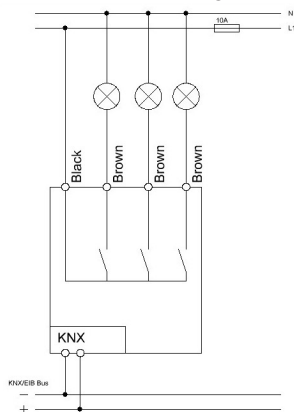 N
10A
L1
Black
Brown
Brown
Brown
KNX
KNX/EIB Bus
−
+